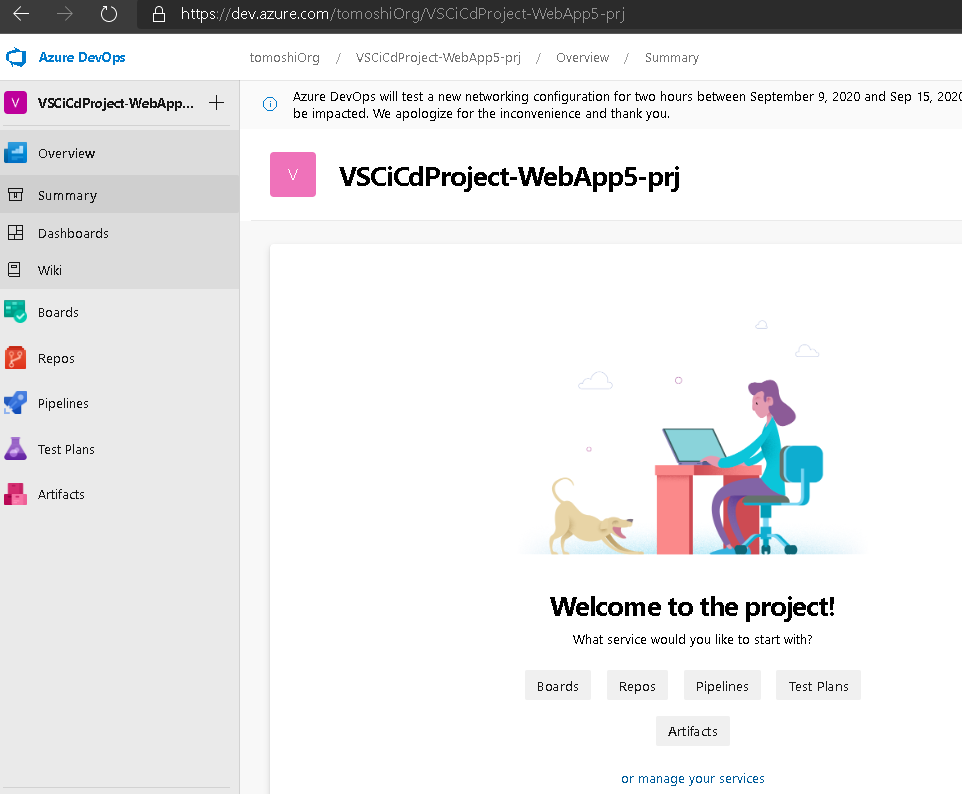 https://dev.azure.com/tomoshiOrg/VSCiCdProject-WebApp5-prj
Azure DevOps
tomoshiOrg / VSCiCdProject-WebApp5-prj / Overview / Summary
V VSCiCdProject-WebApp... +
Azure DevOps will test a new networking configuration for two hours between September 9, 2020 and Sep 15, 2020
be impacted. We apologize for the inconvenience and thank you.
Overview
Summary
Dashboards
Wiki
Boards
Repos
Pipelines
Test Plans
Artifacts
V VSCiCdProject-WebApp5-prj
Welcome to the project!
What service would you like to start with?
Boards Repos Pipelines Test Plans
Artifacts
or manage your services